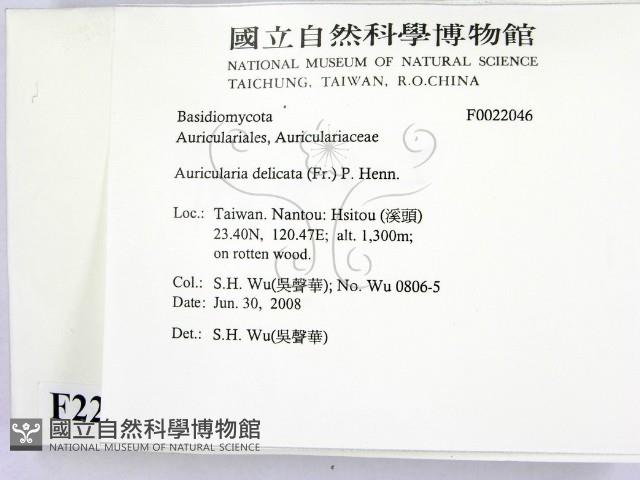 國立自然科學博物館
NATIONAL MUSEUM OF NATURAL SCIENCE
TAICHUNG, TAIWAN, R.O.CHINA
Basidiomycota F0022046
Auriculariales, Auriculariaceae
Auricularia delicata (Fr.) P. Henn.
Loc.: Taiwan. Nantou: Hsitou (溪頭)
23.40N, 120.47E; alt. 1,300m;
on rotten wood.
Col.: S.H. Wu(吳聲華); No. Wu 0806-5
Date: Jun. 30, 2008
Det.: S.H. Wu(吳聲華)
F22
國立自然科學博物館
NATIONAL MUSEUM OF NATURAL SCIENCE